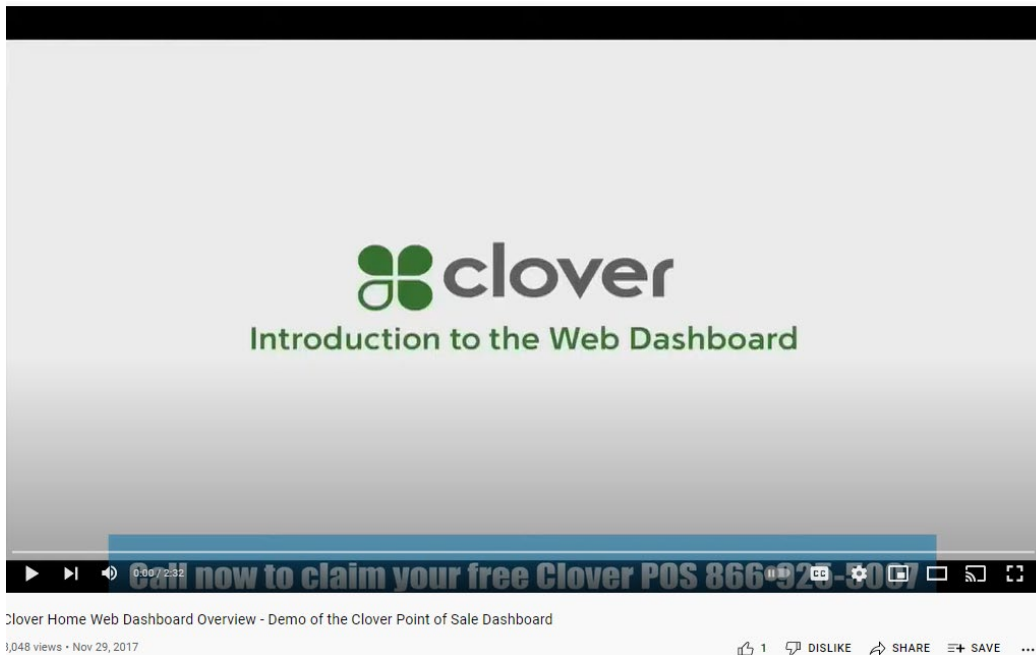 clover
Introduction to the Web Dashboard
Call now to claim your free Clover POS
0:00 / 2:32
CC
Clover Home Web Dashboard Overview - Demo of the Clover Point of Sale Dashboard
views • Nov 29, 2017
1 DISLIKE SHARE SAVE ...